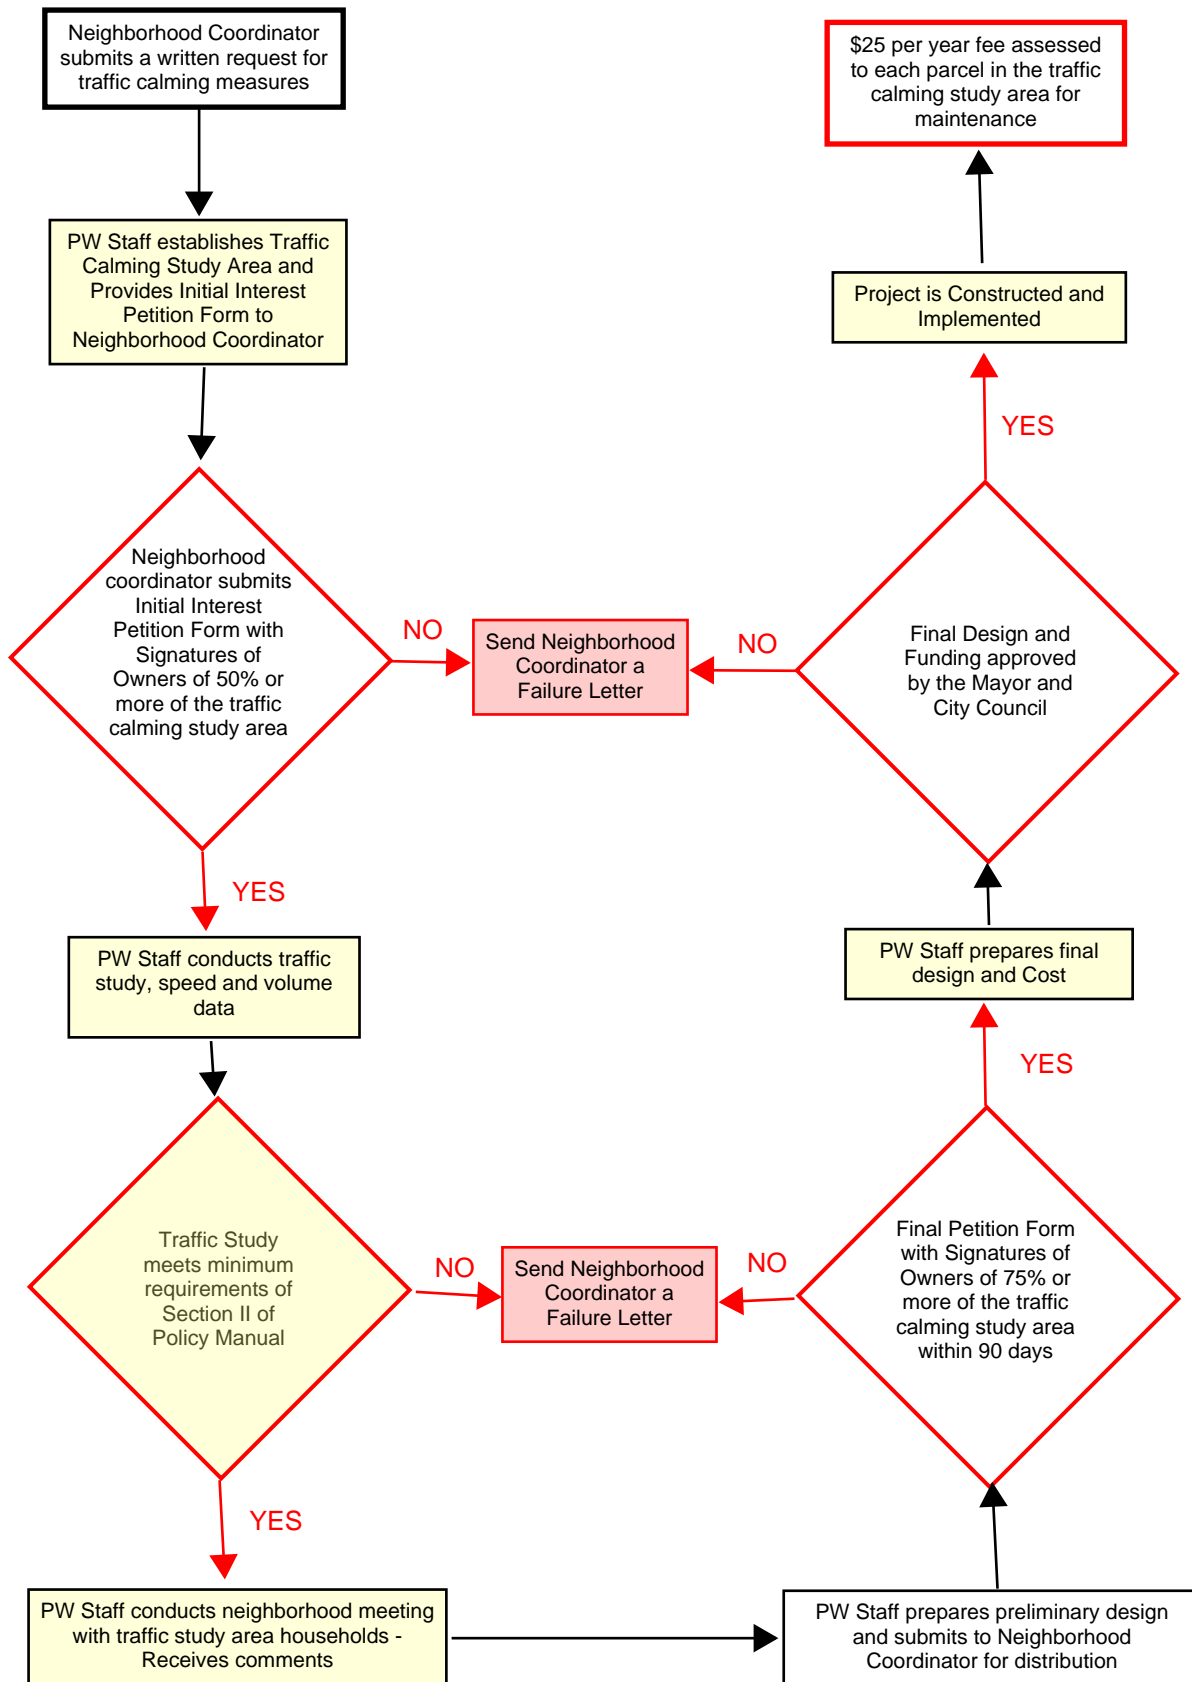 Neighborhood Coordinator
submits a written request for
traffic calming measures
PW Staff establishes Traffic
Calming Study Area and
Provides Initial Interest
Petition Form to
Neighborhood Coordinator
Neighborhood
coordinator submits
Initial Interest
Petition Form with
Signatures of
Owners of 50% or
more of the traffic
calming study area
NO
Send Neighborhood
Coordinator a
Failure Letter
YES
PW Staff conducts traffic
study, speed and volume
data
Traffic Study
meets minimum
requirements of
Section II of
Policy Manual
NO
Send Neighborhood
Coordinator a
Failure Letter
YES
PW Staff conducts neighborhood meeting
with traffic study area households -
Receives comments
PW Staff prepares preliminary design
and submits to Neighborhood
Coordinator for distribution
Final Petition Form
with Signatures of
Owners of 75% or
more of the traffic
calming study area
within 90 days
NO
YES
PW Staff prepares final
design and Cost
Final Design and
Funding approved
by the Mayor and
City Council
NO
YES
Project is Constructed and
Implemented
$25 per year fee assessed
to each parcel in the traffic
calming study area for
maintenance